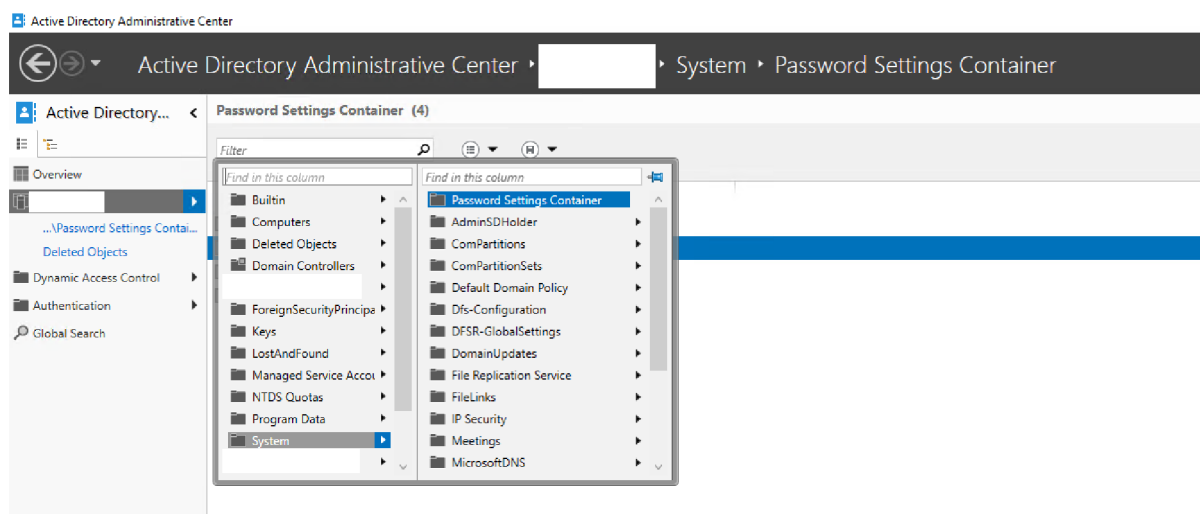 Active Directory Administrative Center
Active Directory Administrative Center • System • Password Settings Container
Active Directory...
Password Settings Container (4)
Filter
Overview
...\Password Settings Contai...
Deleted Objects
Dynamic Access Control
Authentication
Global Search
Find in this column
Builtin
Computers
Deleted Objects
Domain Controllers
ForeignSecurityPrincipa
Keys
LostAndFound
Managed Service Accou
NTDS Quotas
Program Data
System
Find in this column
Password Settings Container
AdminSDHolder
ComPartitions
ComPartitionSets
Default Domain Policy
Dfs-Configuration
DFSR-GlobalSettings
DomainUpdates
File Replication Service
FileLinks
IP Security
Meetings
MicrosoftDNS